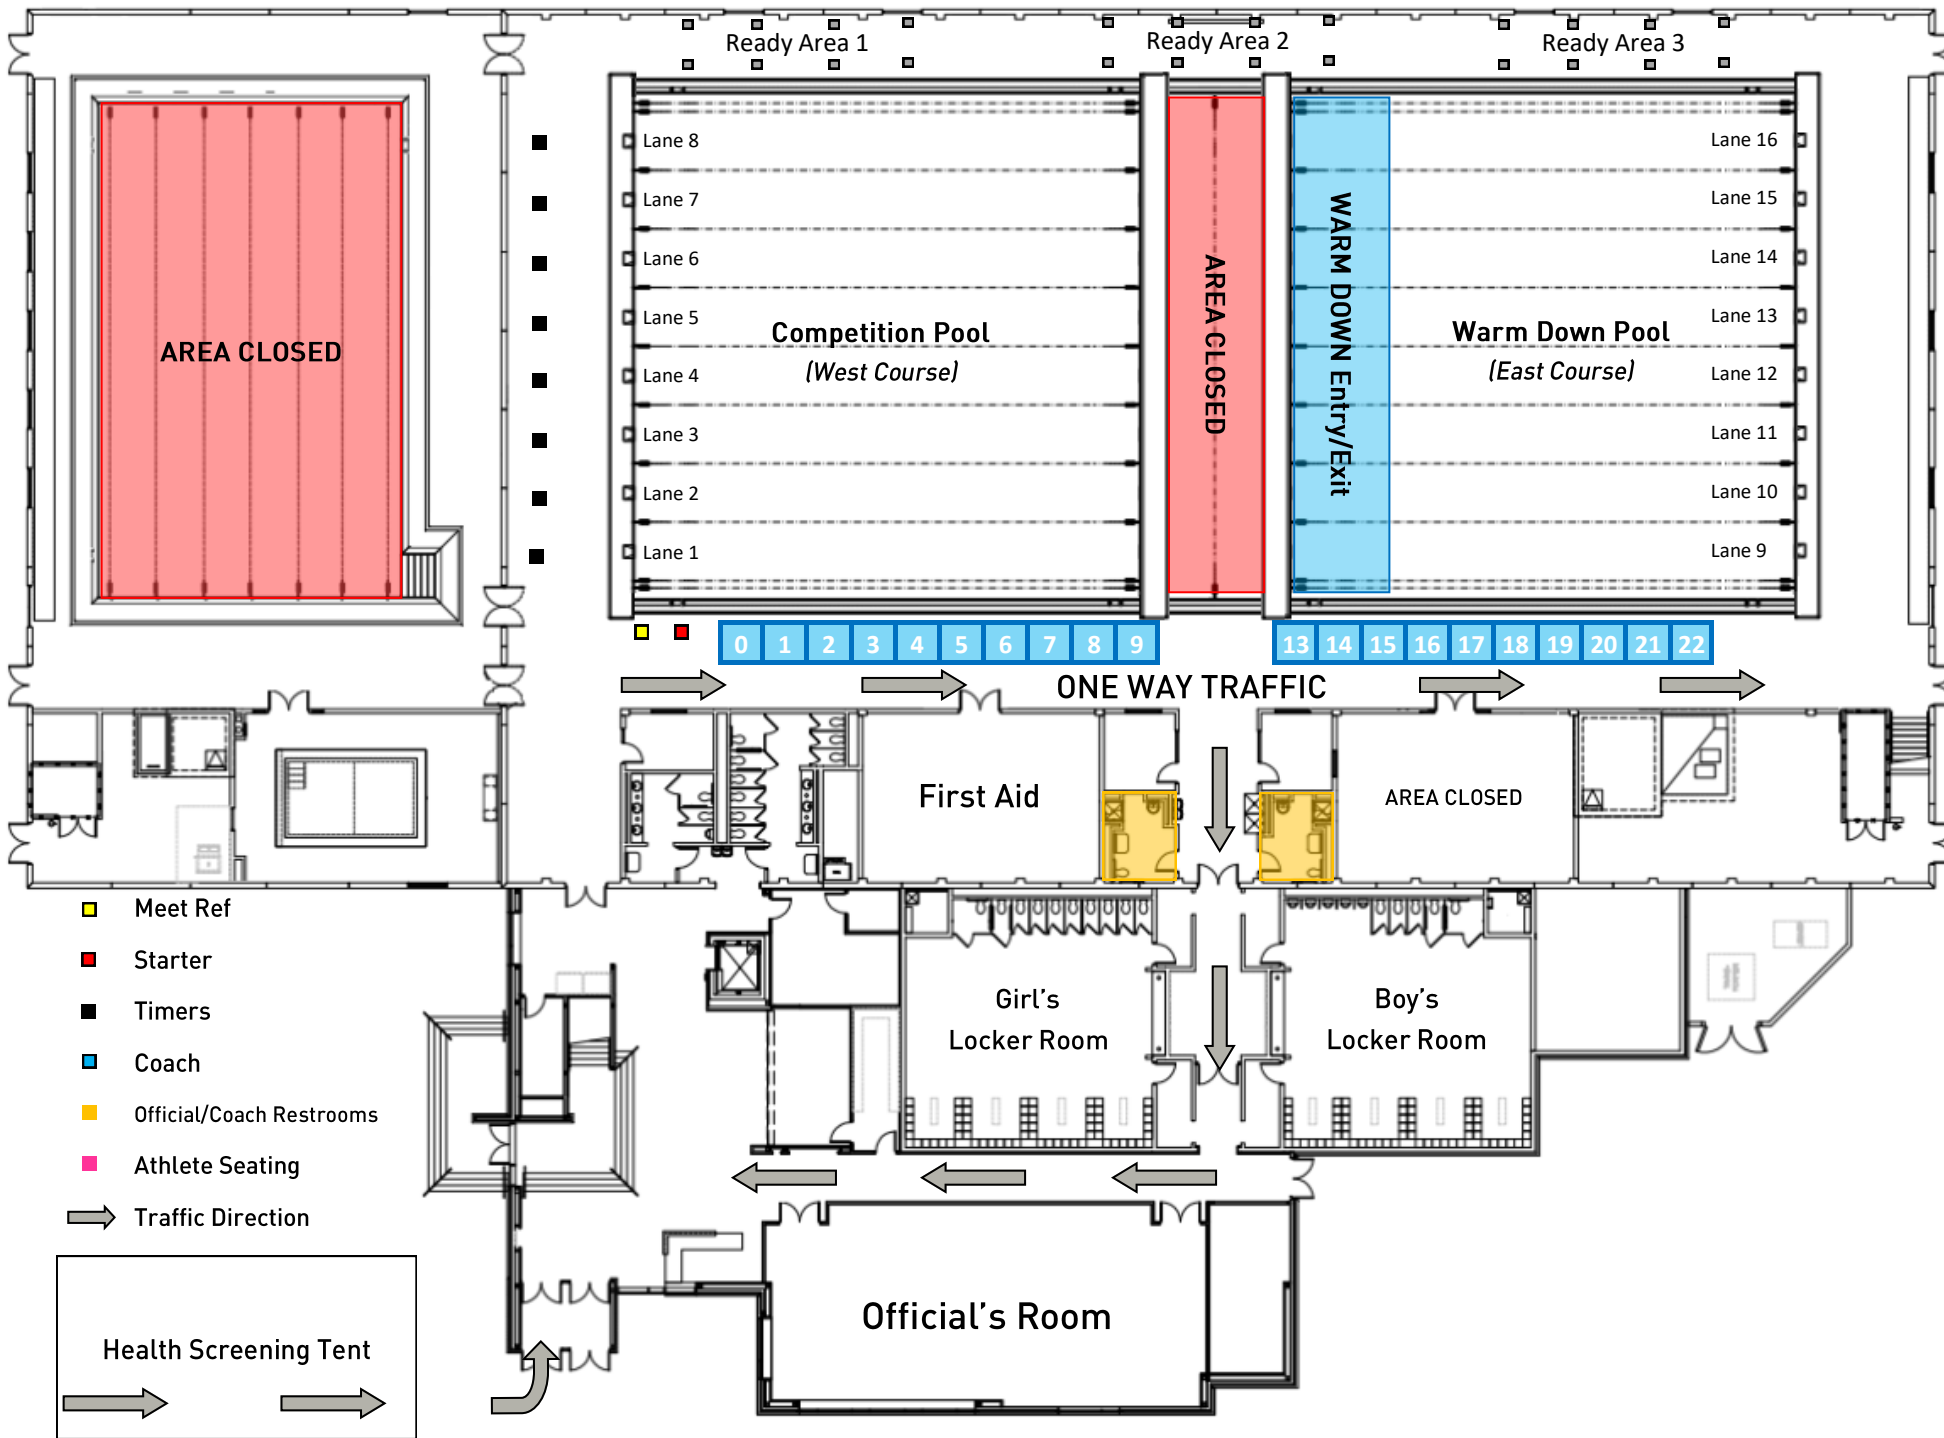 Ready Area 1
Ready Area 2
Ready Area 3
Lane 8
Lane 7
Lane 6
Lane 5
Lane 4
Lane 3
Lane 2
Lane 1
Lane 16
Lane 15
Lane 14
Lane 13
Lane 12
Lane 11
Lane 10
Lane 9
AREA CLOSED
Competition Pool
(West Course)
AREA CLOSED
WARM DOWN Entry/Exit
Warm Down Pool
(East Course)
0 1 2 3 4 5 6 7 8 9
13 14 15 16 17 18 19 20 21 22
ONE WAY TRAFFIC
First Aid
AREA CLOSED
Girl's
Locker Room
Boy's
Locker Room
Official's Room
Meet Ref
Starter
Timers
Coach
Official/Coach Restrooms
Athlete Seating
Traffic Direction
Health Screening Tent